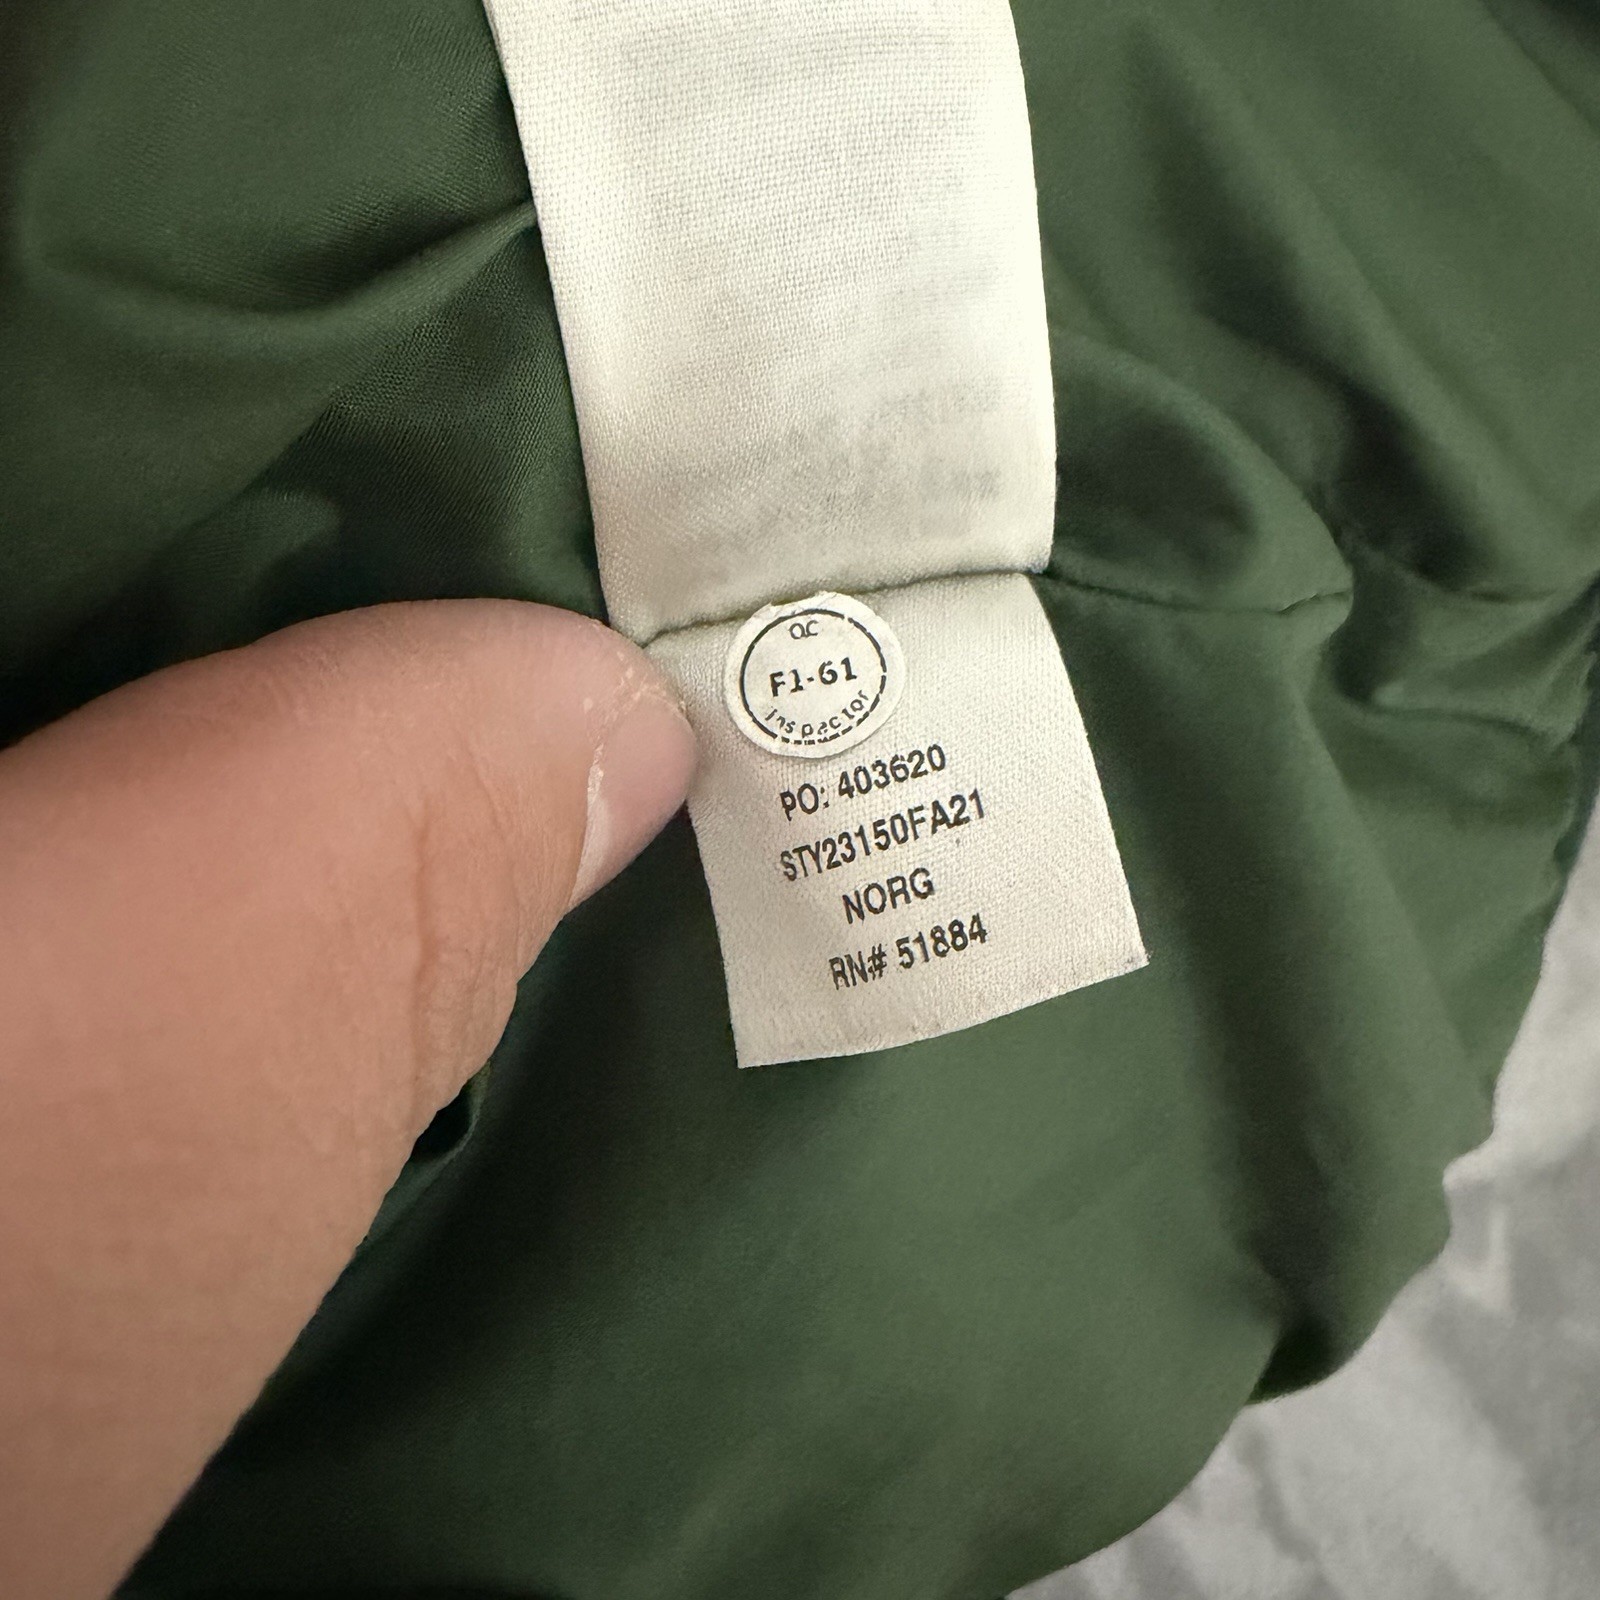 QC
F1-61
Inspector
PO: 403620
STY23150FA21
NORG
RN# 51884